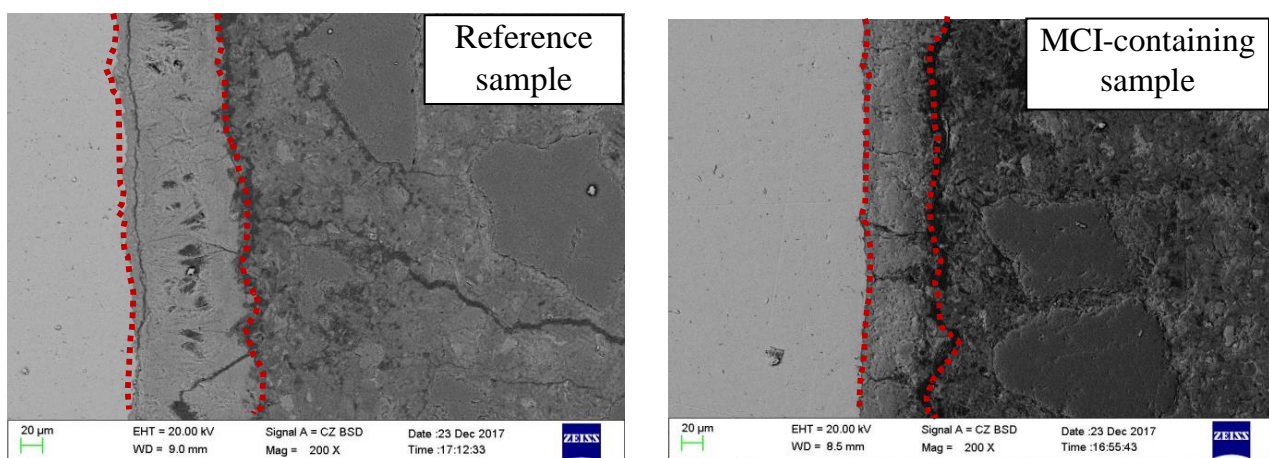 Reference
sample
20 µm
EHT = 20.00 kV
WD = 9.0 mm
Signal A = CZ BSD
Mag = 200 X
Date :23 Dec 2017
Time :17:12:33
ZEISS
MCI-containing
sample
20 µm
EHT = 20.00 kV
WD = 8.5 mm
Signal A = CZ BSD
Mag = 200 X
Date :23 Dec 2017
Time :16:55:43
ZEISS